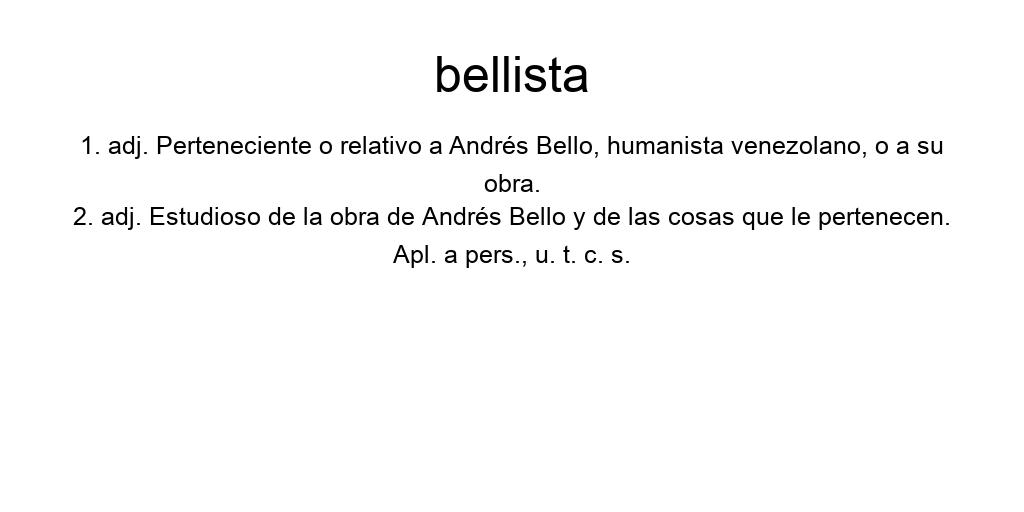 bellista
1. adj. Perteneciente o relativo a Andrés Bello, humanista venezolano, o a su
obra.
2. adj. Estudioso de la obra de Andrés Bello y de las cosas que le pertenecen.
Apl. a pers., u. t. c. s.